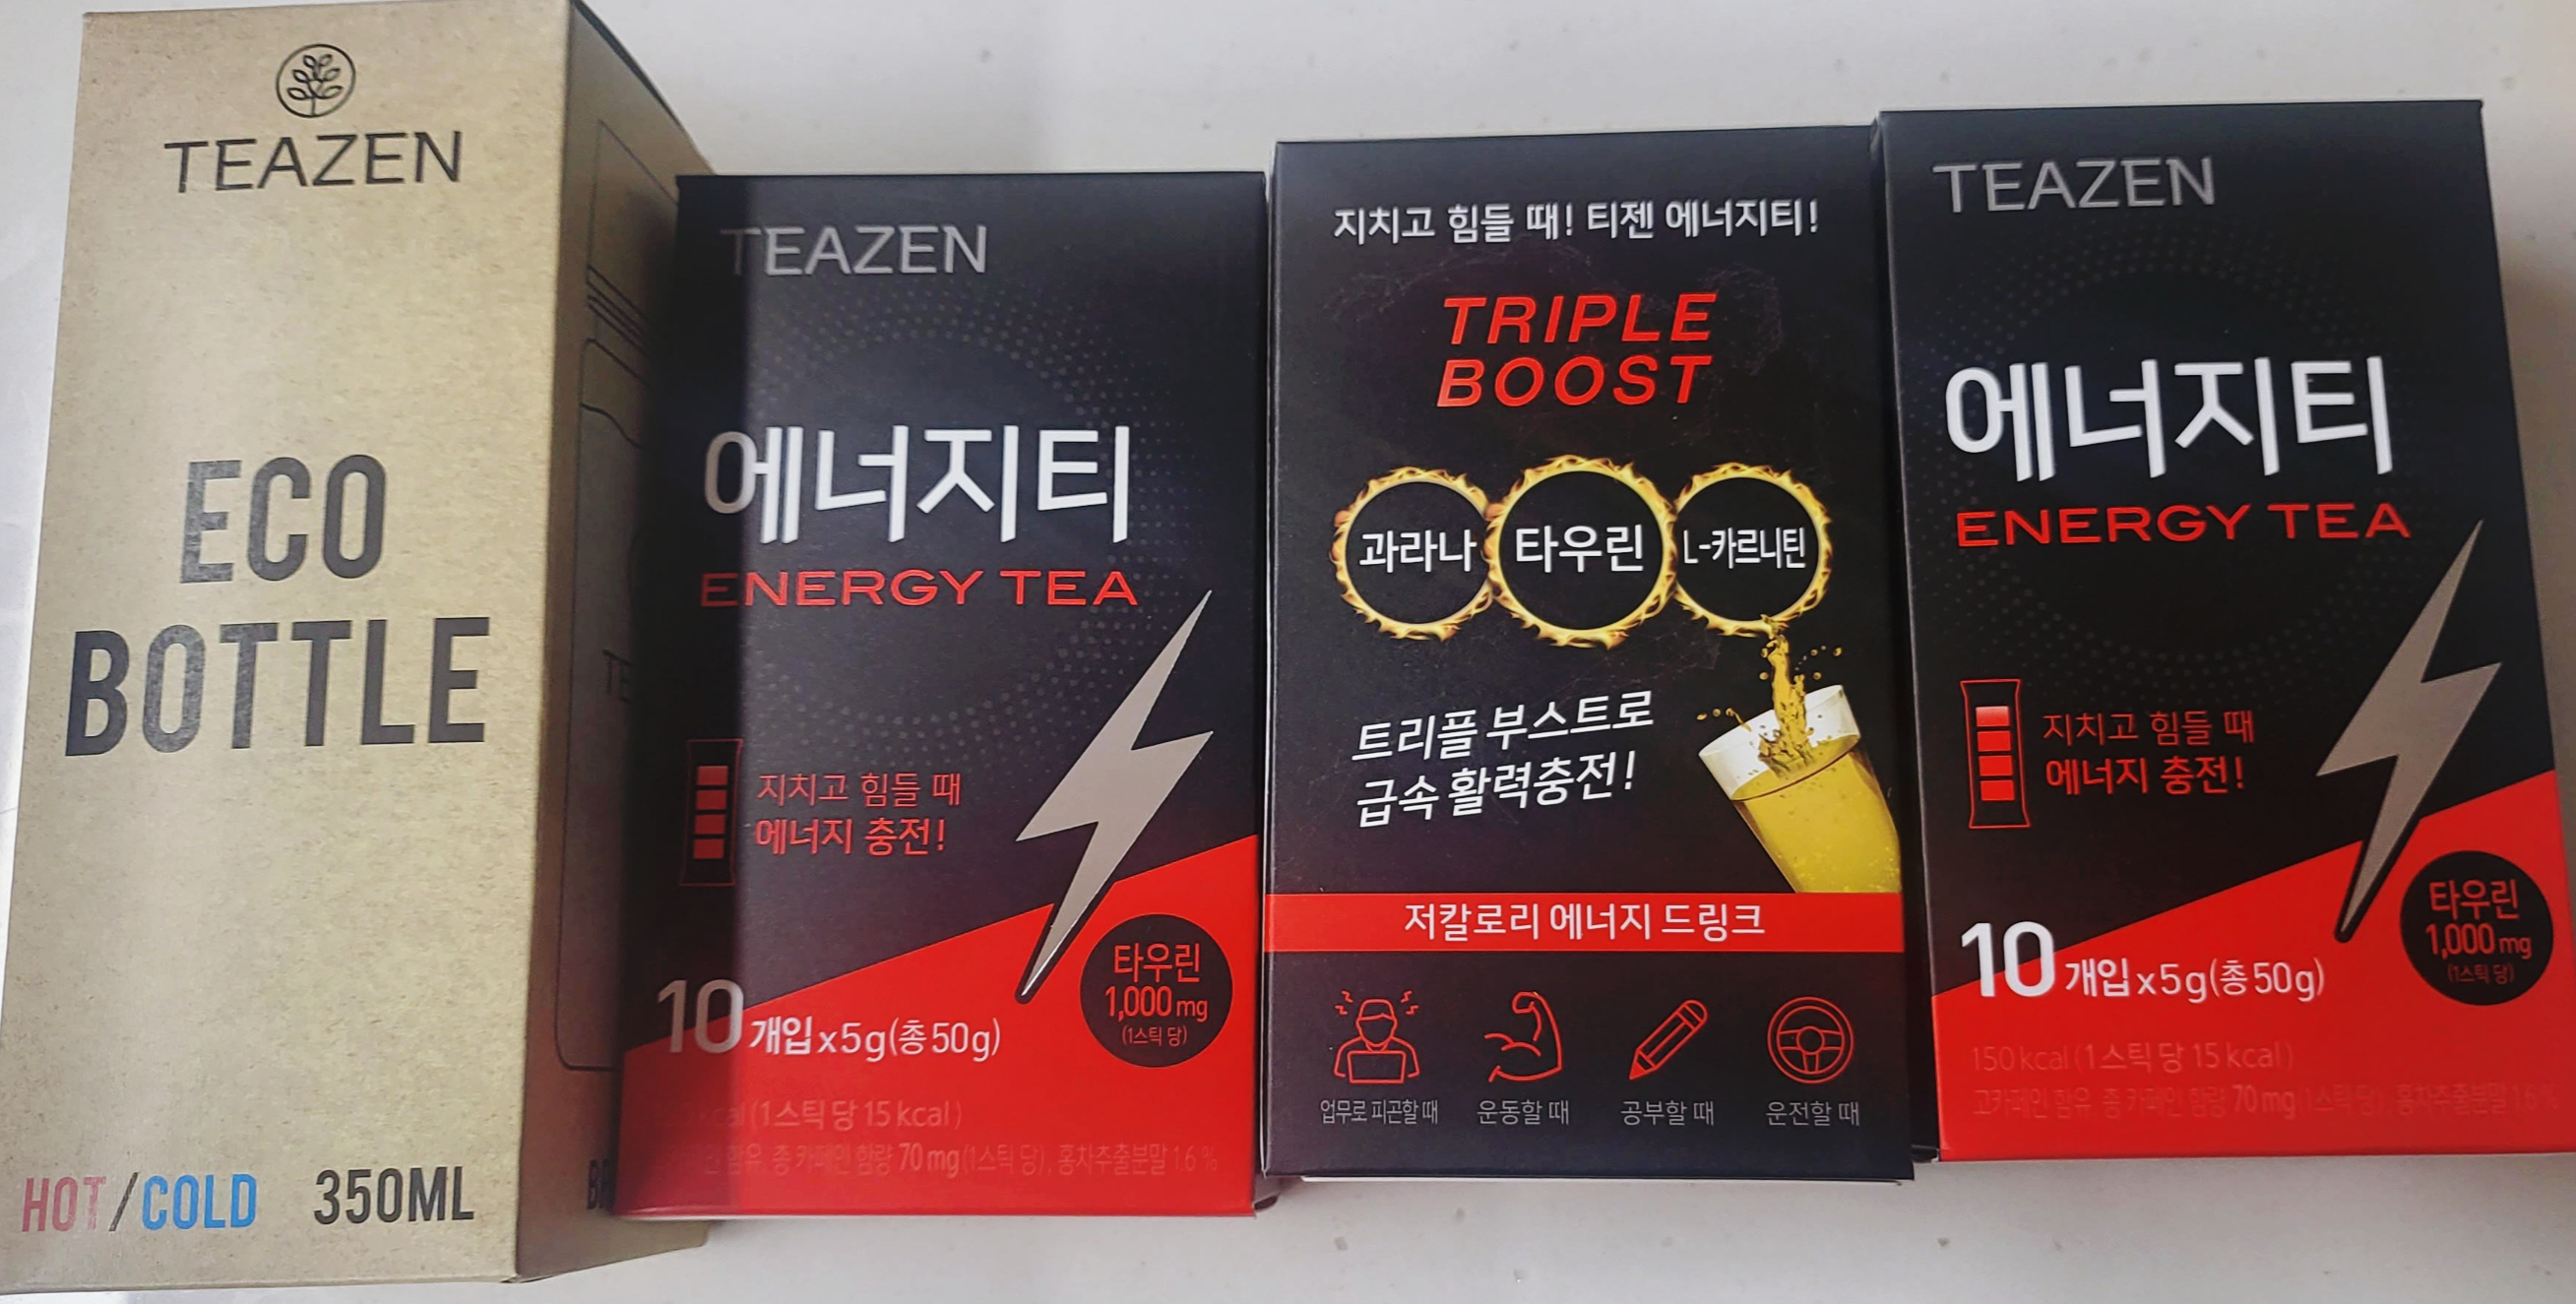 TEAZEN
ECO
BOTTLE
HOT/COLD 350ML
TEAZEN
에너지티
ENERGY TEA
지치고 힘들 때
에너지 충전!
10개입x5g(총50g)
타우린
1,000mg
(1스틱 당)
(1스틱 당 15 kcal)
함유, 총 카페인 함량 70mg(1스틱 당), 홍차추출분말 1.6 %
지치고 힘들 때! 티젠 에너지티!
TRIPLE
BOOST
과라나 타우린 L-카르니틴
트리플 부스트로
급속 활력충전!
저칼로리 에너지 드링크
업무로 피곤할 때 운동할 때 공부할 때 운전할 때
TEAZEN
에너지티
ENERGY TEA
지치고 힘들 때
에너지 충전!
10개입x5g(총50g)
타우린
1,000mg
(1스틱 당)
150 kcal (1스틱 당 15 kcal)
고카페인 함유, 총 카페인 함량 70mg(1스틱 당), 홍차추출분말 1.6